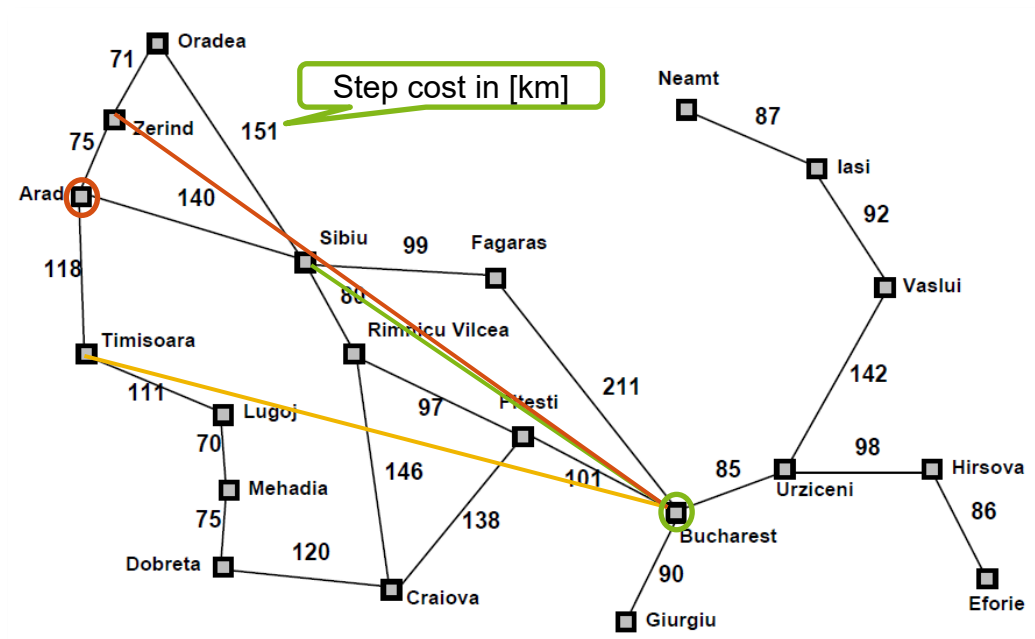 Oradea
71
Step cost in [km]
Neamt
87
Zerind
151
75
Iasi
Arad
140
92
Sibiu
99
Fagaras
118
80
Vaslui
Rimnicu Vilcea
Timisoara
142
111
211
97
Pitesti
Lugoj
70
98
146
85
Hirsova
101
Mehadia
Urziceni
75
138
86
Bucharest
120
Dobreta
90
Craiova
Eforie
Giurgiu